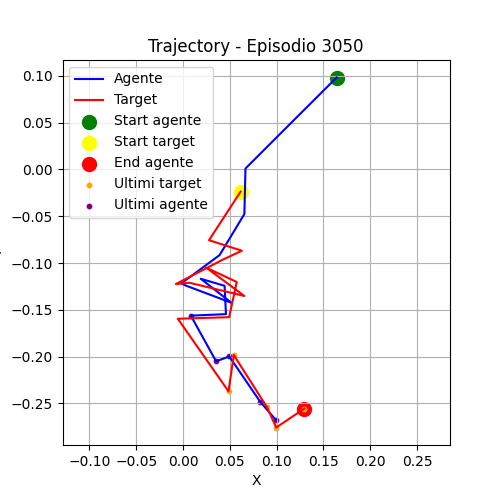 Trajectory - Episodio 3050
Agente
Target
Start agente
Start target
End agente
Ultimi target
Ultimi agente
0.10
0.05
0.00
−0.05
−0.10
−0.15
−0.20
−0.25
−0.10
−0.05
0.00
0.05
0.10
0.15
0.20
0.25
X